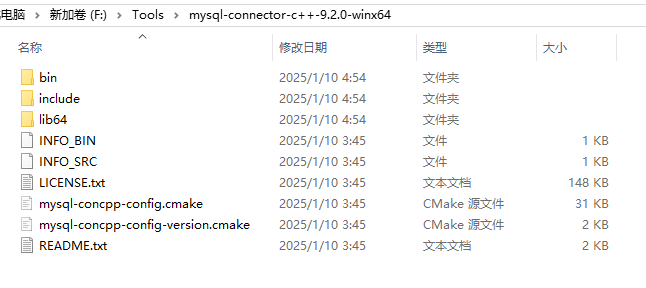 电脑 › 新加卷 (F:) › Tools › mysql-connector-c++-9.2.0-winx64
名称 修改日期 类型 大小
bin 2025/1/10 4:54 文件夹
include 2025/1/10 4:54 文件夹
lib64 2025/1/10 4:54 文件夹
INFO_BIN 2025/1/10 3:45 文件 1 KB
INFO_SRC 2025/1/10 3:45 文件 1 KB
LICENSE.txt 2025/1/10 3:45 文本文档 148 KB
mysql-concpp-config.cmake 2025/1/10 3:45 CMake 源文件 31 KB
mysql-concpp-config-version.cmake 2025/1/10 3:45 CMake 源文件 2 KB
README.txt 2025/1/10 3:45 文本文档 2 KB